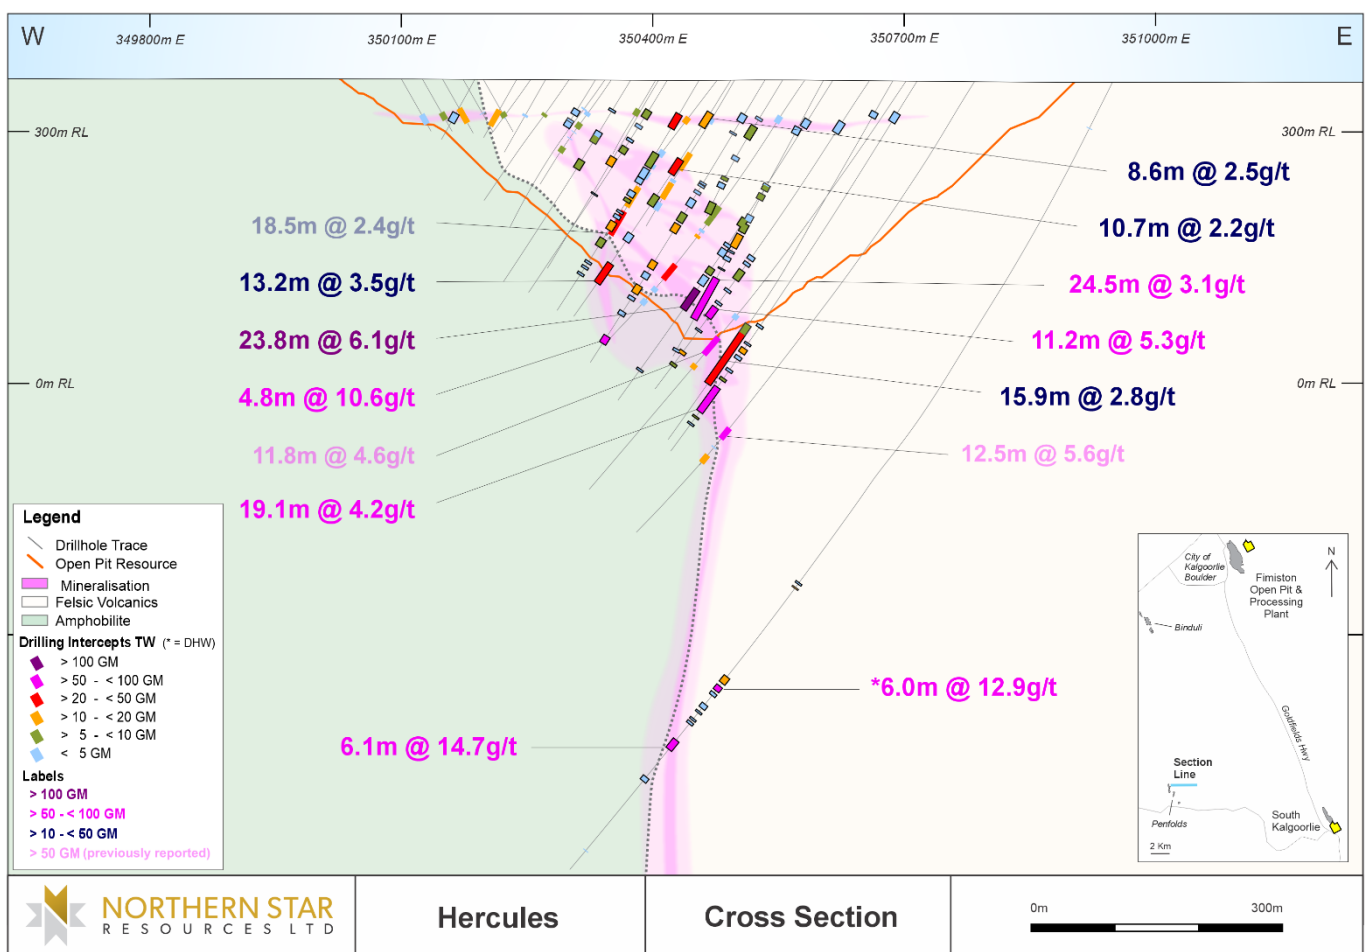 W
349800m E
350100m E
350400m E
350700m E
351000m E
E
300m RL
300m RL
8.6m @ 2.5g/t
18.5m @ 2.4g/t
10.7m @ 2.2g/t
13.2m @ 3.5g/t
24.5m @ 3.1g/t
23.8m @ 6.1g/t
11.2m @ 5.3g/t
0m RL
0m RL
4.8m @ 10.6g/t
15.9m @ 2.8g/t
11.8m @ 4.6g/t
12.5m @ 5.6g/t
19.1m @ 4.2g/t
*6.0m @ 12.9g/t
6.1m @ 14.7g/t
Legend
Drillhole Trace
Open Pit Resource
Mineralisation
Felsic Volcanics
Amphobilite
Drilling Intercepts TW (* = DHW)
> 100 GM
> 50 - < 100 GM
> 20 - < 50 GM
> 10 - < 20 GM
> 5 - < 10 GM
< 5 GM
Labels
> 100 GM
> 50 - < 100 GM
> 10 - < 50 GM
> 50 GM (previously reported)
City of
Kalgoorlie
Boulder
N
Fimiston
Open Pit &
Processing
Plant
Binduli
Goldfields Hwy
Section
Line
Penfolds
South
Kalgoorlie
2 Km
NORTHERN STAR
RESOURCES LTD
Hercules
Cross Section
0m
300m